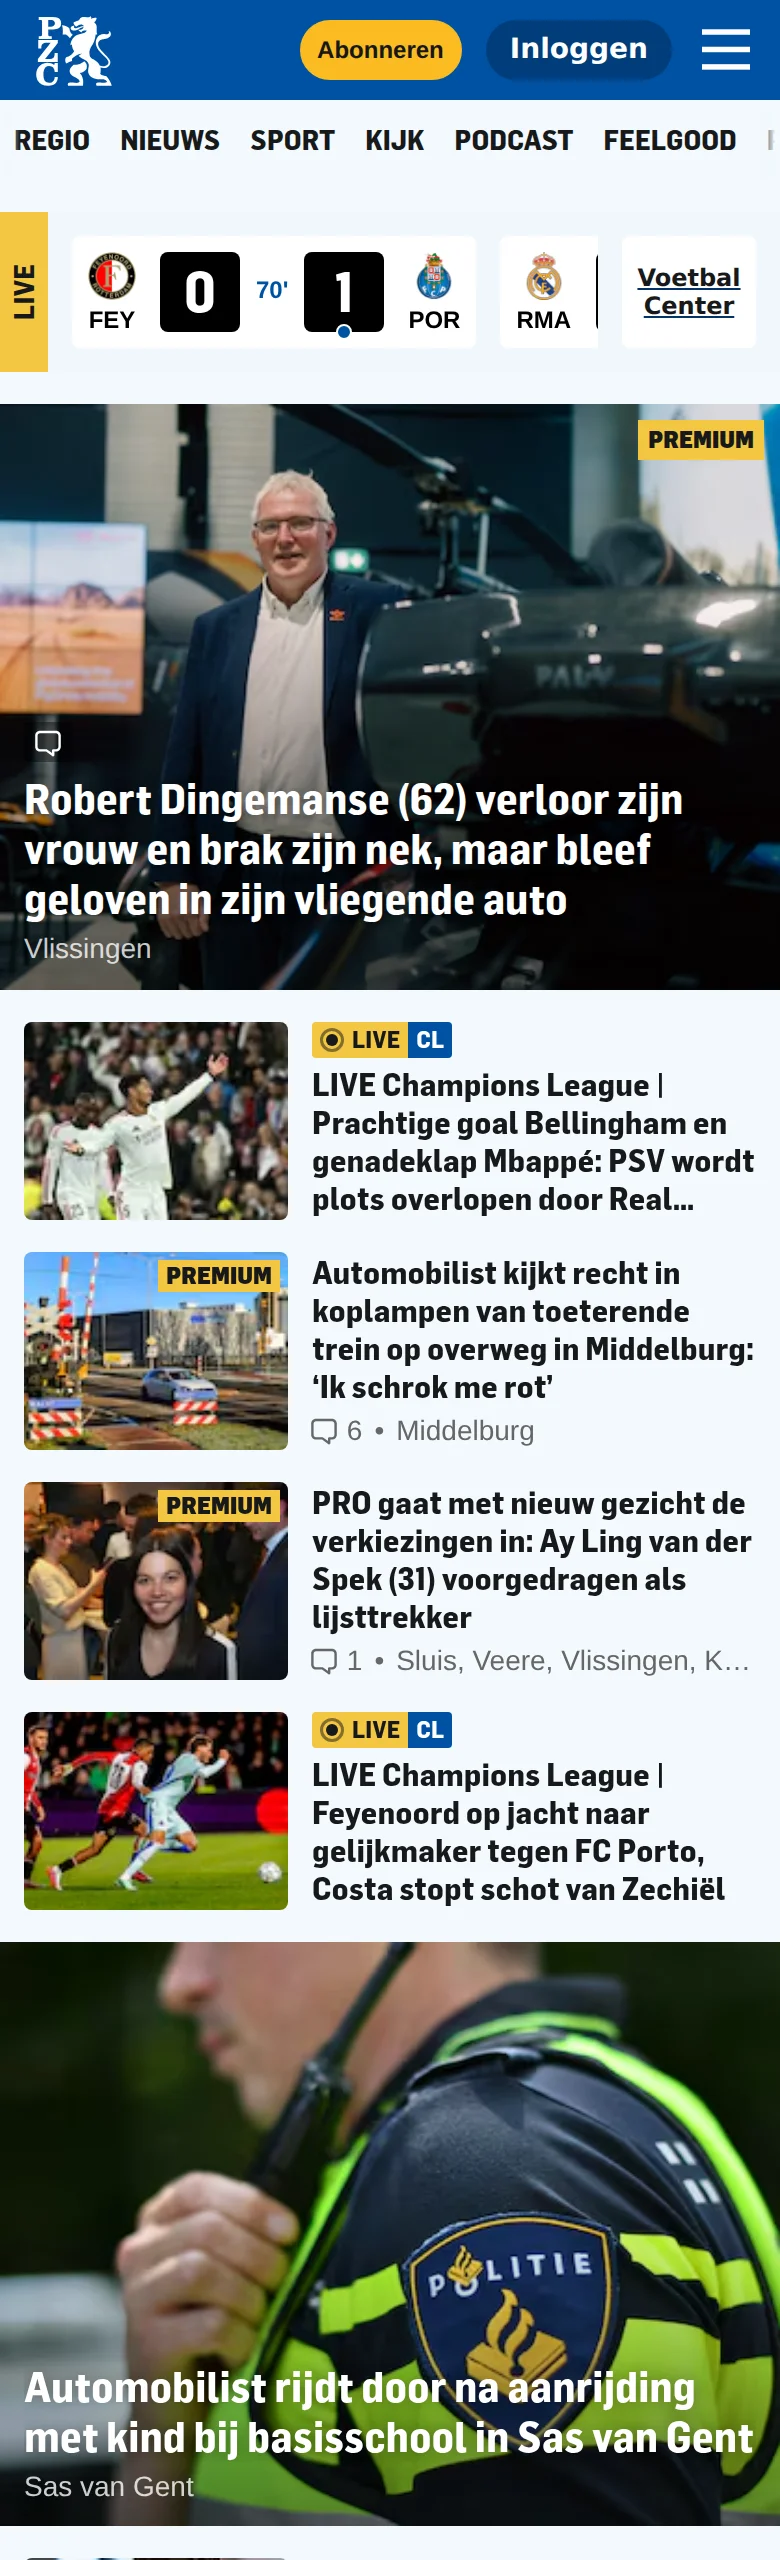 PZC
Abonneren
Inloggen
REGIO NIEUWS SPORT KIJK PODCAST FEELGOOD
LIVE
FEY
0
70'
1
POR
RMA
Voetbal
Center
PREMIUM
PAL-V
Robert Dingemanse (62) verloor zijn
vrouw en brak zijn nek, maar bleef
geloven in zijn vliegende auto
Vlissingen
LIVE CL
LIVE Champions League |
Prachtige goal Bellingham en
genadeklap Mbappé: PSV wordt
plots overlopen door Real...
PREMIUM
Automobilist kijkt recht in
koplampen van toeterende
trein op overweg in Middelburg:
‘Ik schrok me rot’
6 • Middelburg
PREMIUM
PRO gaat met nieuw gezicht de
verkiezingen in: Ay Ling van der
Spek (31) voorgedragen als
lijsttrekker
1 • Sluis, Veere, Vlissingen, K...
LIVE CL
LIVE Champions League |
Feyenoord op jacht naar
gelijkmaker tegen FC Porto,
Costa stopt schot van Zechiël
POLITIE
Automobilist rijdt door na aanrijding
met kind bij basisschool in Sas van Gent
Sas van Gent